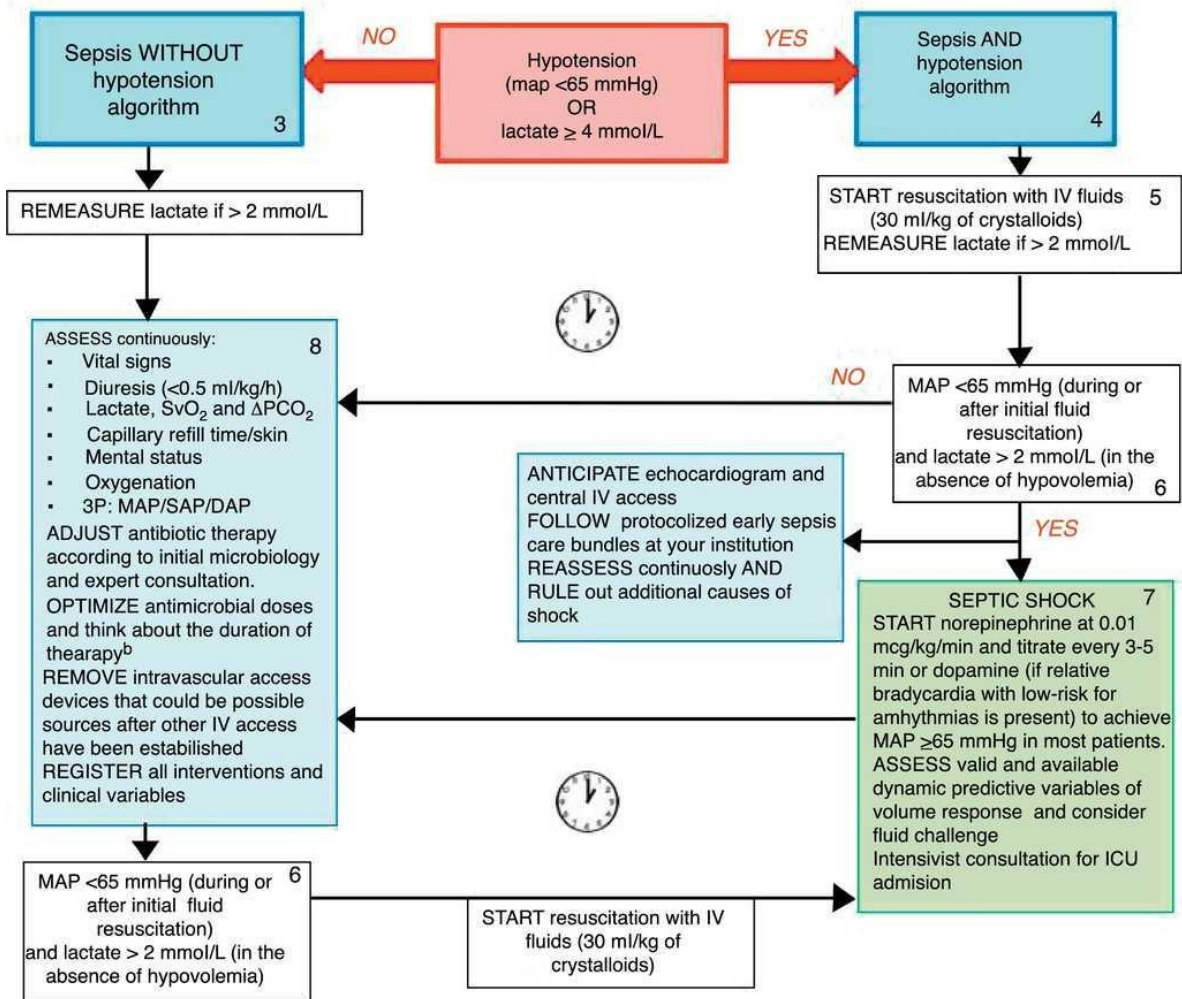 Sepsis WITHOUT
hypotension
algorithm
3
NO
Hypotension
(map <65 mmHg)
OR
lactate ≥ 4 mmol/L
YES
Sepsis AND
hypotension
algorithm
4
REMEASURE lactate if > 2 mmol/L
START resuscitation with IV fluids 5
(30 ml/kg of crystalloids)
REMEASURE lactate if > 2 mmol/L
ASSESS continuously: 8
▪ Vital signs
▪ Diuresis (<0.5 ml/kg/h)
▪ Lactate, SvO₂ and ΔPCO₂
▪ Capillary refill time/skin
▪ Mental status
▪ Oxygenation
▪ 3P: MAP/SAP/DAP
ADJUST antibiotic therapy
according to initial microbiology
and expert consultation.
OPTIMIZE antimicrobial doses
and think about the duration of
thearapyᵇ
REMOVE intravascular access
devices that could be possible
sources after other IV access
have been estabilished
REGISTER all interventions and
clinical variables
NO
MAP <65 mmHg (during or
after initial fluid
resuscitation)
and lactate > 2 mmol/L (in the
absence of hypovolemia) 6
YES
ANTICIPATE echocardiogram and
central IV access
FOLLOW protocolized early sepsis
care bundles at your institution
REASSESS continuosly AND
RULE out additional causes of
shock
SEPTIC SHOCK 7
START norepinephrine at 0.01
mcg/kg/min and titrate every 3-5
min or dopamine (if relative
bradycardia with low-risk for
amhythmias is present) to achieve
MAP ≥65 mmHg in most patients.
ASSESS valid and available
dynamic predictive variables of
volume response and consider
fluid challenge
Intensivist consultation for ICU
admision
MAP <65 mmHg (during or 6
after initial fluid
resuscitation)
and lactate > 2 mmol/L (in the
absence of hypovolemia)
START resuscitation with IV
fluids (30 ml/kg of
crystalloids)